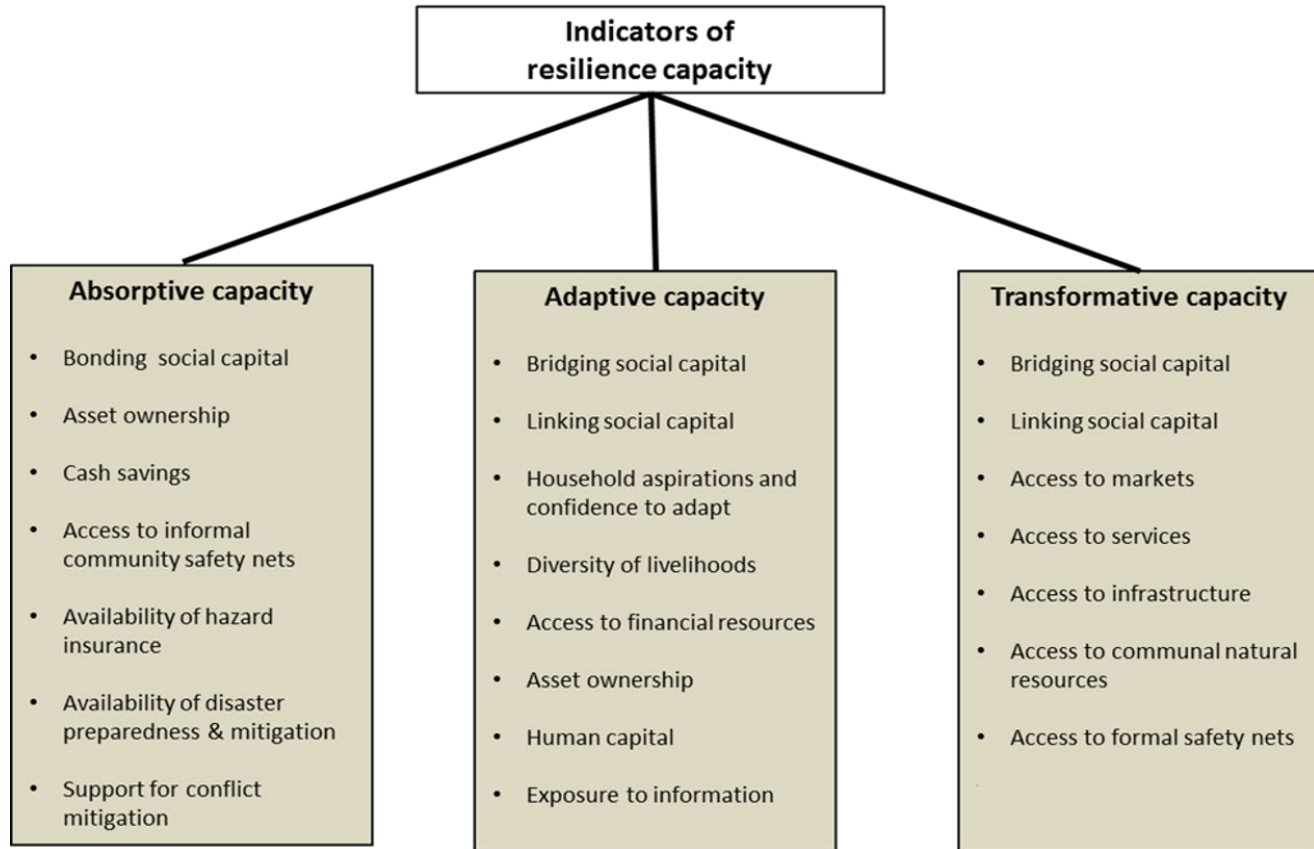 Indicators of
resilience capacity
Absorptive capacity
• Bonding social capital
• Asset ownership
• Cash savings
• Access to informal
community safety nets
• Availability of hazard
insurance
• Availability of disaster
preparedness & mitigation
• Support for conflict
mitigation
Adaptive capacity
• Bridging social capital
• Linking social capital
• Household aspirations and
confidence to adapt
• Diversity of livelihoods
• Access to financial resources
• Asset ownership
• Human capital
• Exposure to information
Transformative capacity
• Bridging social capital
• Linking social capital
• Access to markets
• Access to services
• Access to infrastructure
• Access to communal natural
resources
• Access to formal safety nets